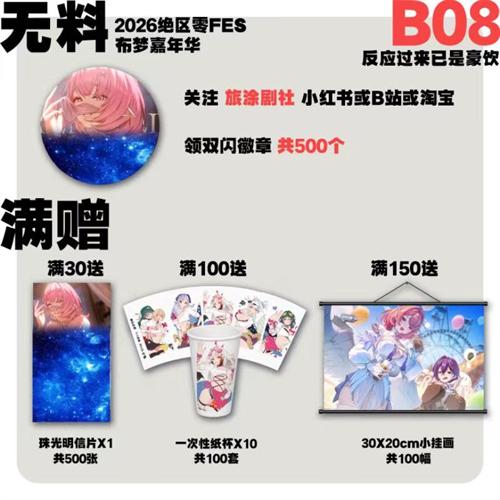 无料
2026绝区零FES
布梦嘉年华
B08
反应过来已是豪饮
关注 旅涂剧社 小红书或B站或淘宝
领双闪徽章 共500个
满赠
满30送
满100送
满150送
珠光明信片X1
共500张
一次性纸杯X10
共100套
30X20cm小挂画
共100幅